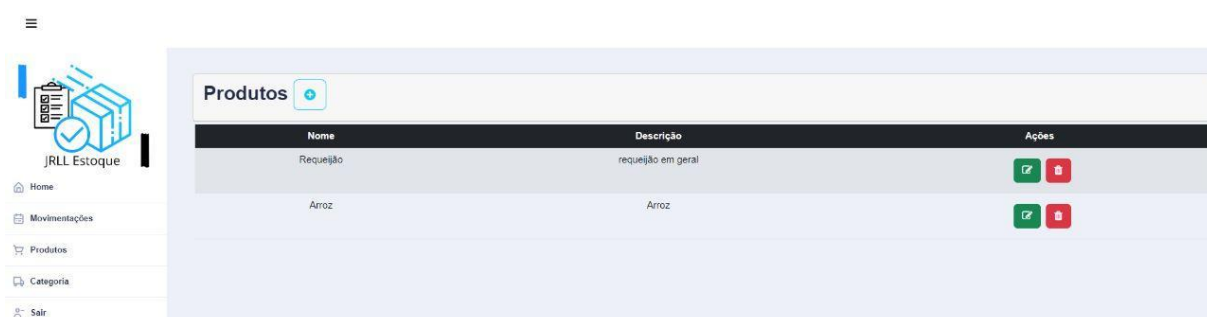 Produtos
Nome Descrição Ações
Requeijão requeijão em geral
Arroz Arroz
JRLL Estoque
Home
Movimentações
Produtos
Categoria
Sair